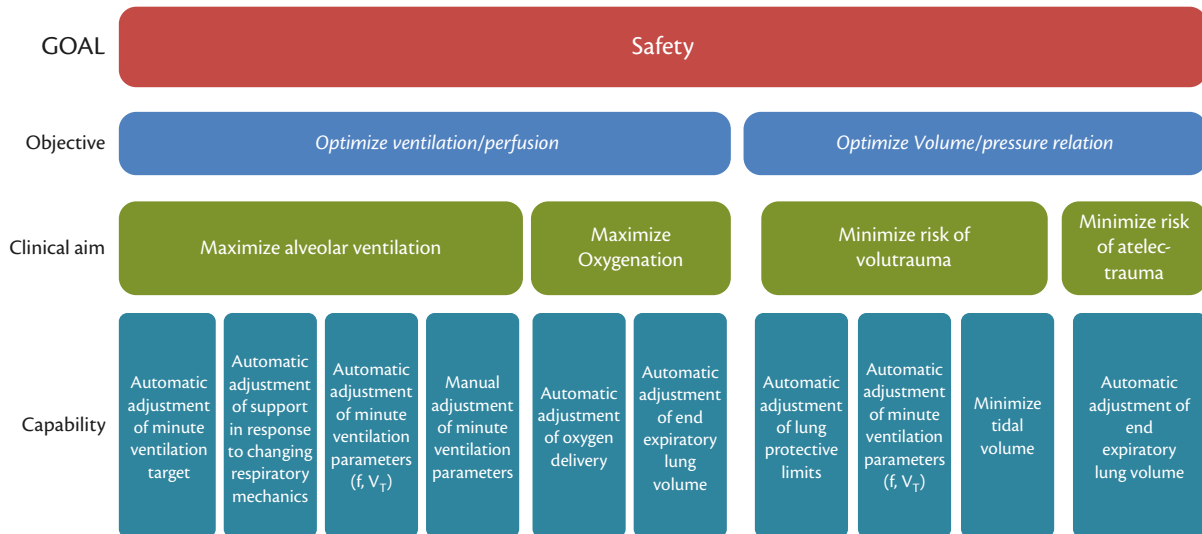 GOAL
Safety
Objective
Optimize ventilation/perfusion
Optimize Volume/pressure relation
Clinical aim
Maximize alveolar ventilation
Maximize
Oxygenation
Minimize risk of
volutrauma
Minimize risk
of atelec-
trauma
Capability
Automatic
adjustment
of minute
ventilation
target
Automatic
adjustment
of support
in response
to changing
respiratory
mechanics
Automatic
adjustment
of minute
ventilation
parameters
(f, V_T)
Manual
adjustment
of minute
ventilation
parameters
Automatic
adjustment
of oxygen
delivery
Automatic
adjustment
of end
expiratory
lung
volume
Automatic
adjustment
of lung
protective
limits
Automatic
adjustment
of minute
ventilation
parameters
(f, V_T)
Minimize
tidal
volume
Automatic
adjustment of
end
expiratory
lung volume